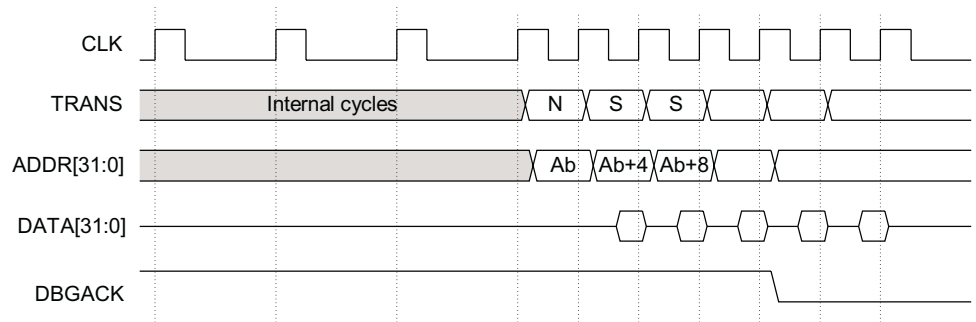 CLK
TRANS Internal cycles N S S
ADDR[31:0] Ab Ab+4 Ab+8
DATA[31:0]
DBGACK